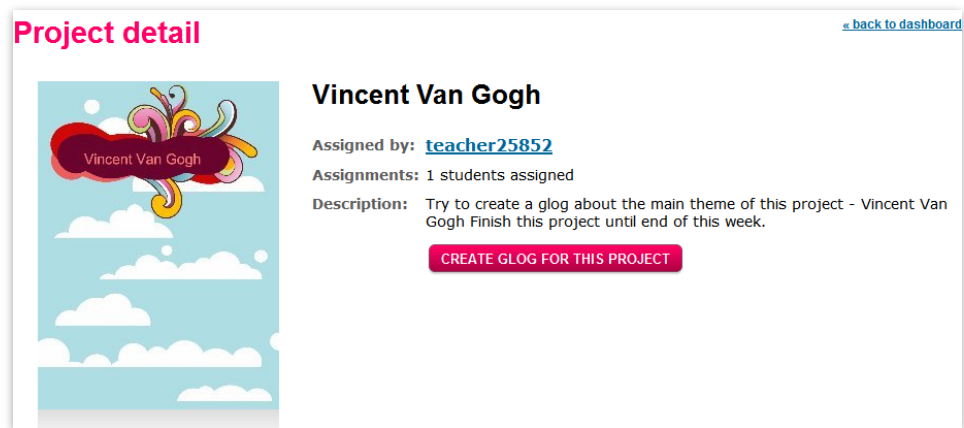 Project detail
« back to dashboard
Vincent Van Gogh
Vincent Van Gogh
Assigned by: teacher25852
Assignments: 1 students assigned
Description: Try to create a glog about the main theme of this project - Vincent Van
Gogh Finish this project until end of this week.
CREATE GLOG FOR THIS PROJECT